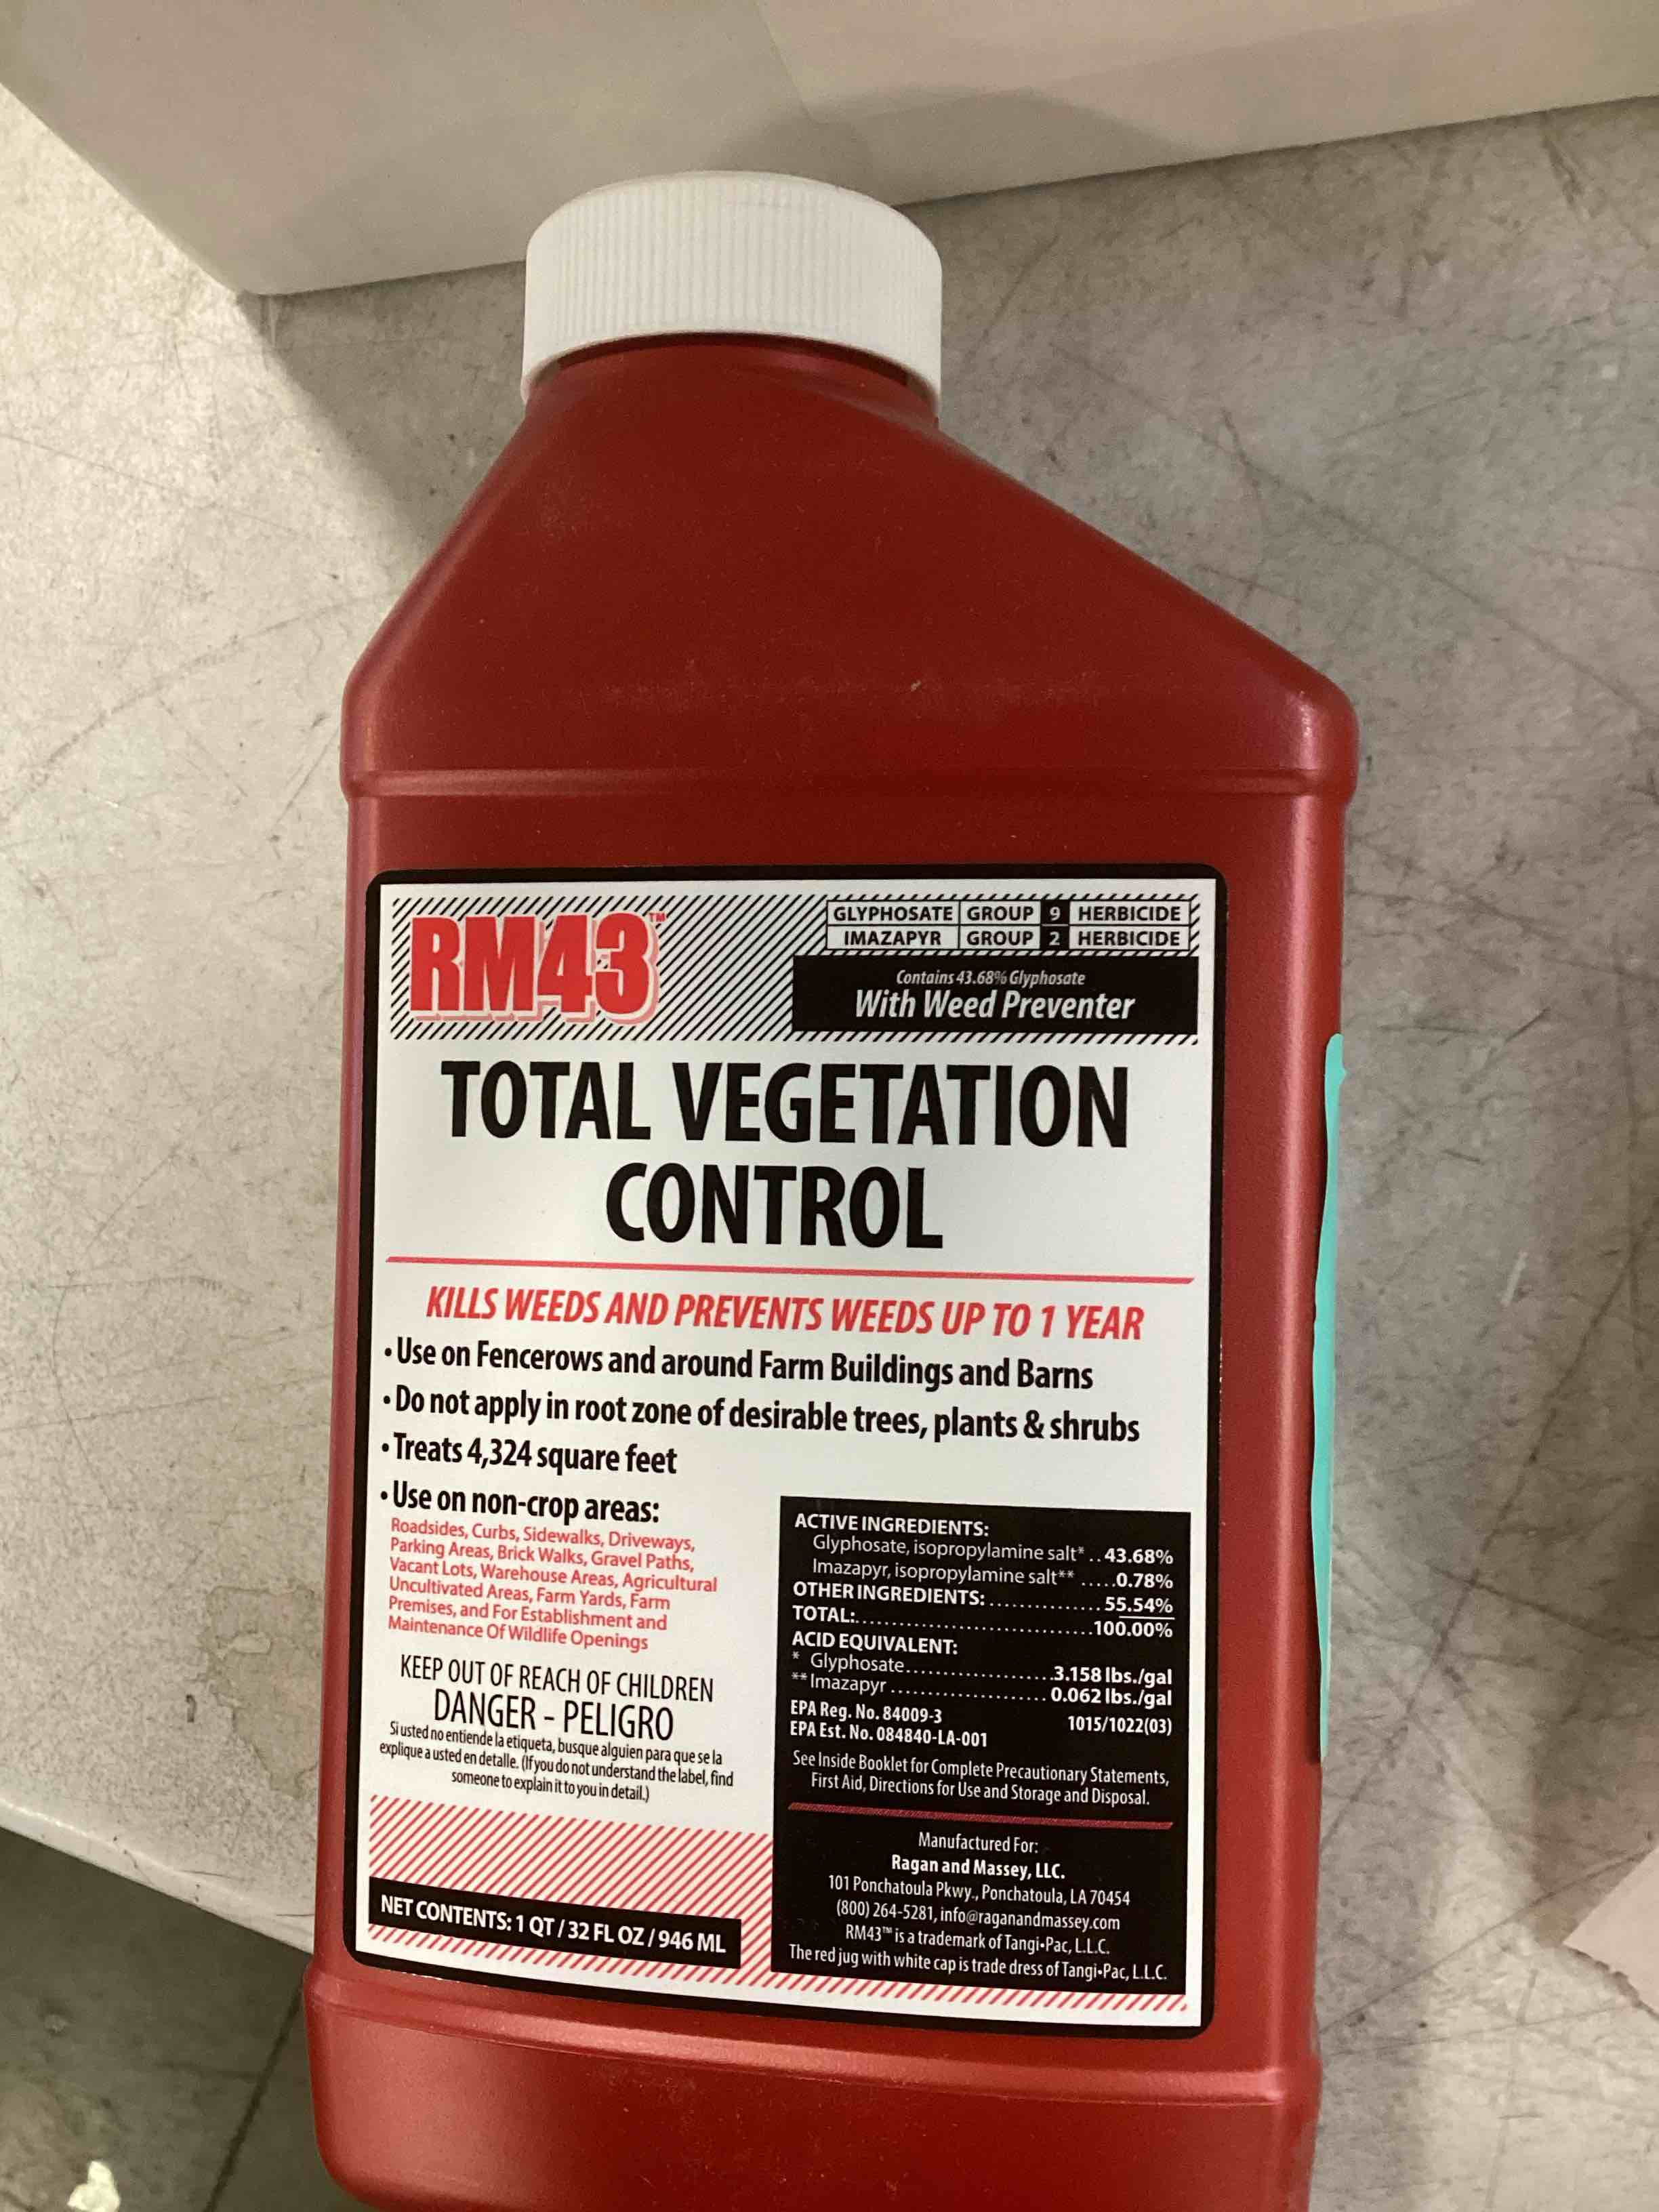 RM43™
GLYPHOSATE GROUP 9 HERBICIDE
IMAZAPYR GROUP 2 HERBICIDE
Contains 43.68% Glyphosate
With Weed Preventer
TOTAL VEGETATION
CONTROL
KILLS WEEDS AND PREVENTS WEEDS UP TO 1 YEAR
• Use on Fencerows and around Farm Buildings and Barns
• Do not apply in root zone of desirable trees, plants & shrubs
• Treats 4,324 square feet
• Use on non-crop areas:
Roadsides, Curbs, Sidewalks, Driveways,
Parking Areas, Brick Walks, Gravel Paths,
Vacant Lots, Warehouse Areas, Agricultural
Uncultivated Areas, Farm Yards, Farm
Premises, and For Establishment and
Maintenance Of Wildlife Openings
KEEP OUT OF REACH OF CHILDREN
DANGER - PELIGRO
Si usted no entiende la etiqueta, busque alguien para que se la
explique a usted en detalle. (If you do not understand the label, find
someone to explain it to you in detail.)
NET CONTENTS: 1 QT / 32 FL OZ / 946 ML
ACTIVE INGREDIENTS:
Glyphosate, isopropylamine salt* .. 43.68%
Imazapyr, isopropylamine salt** .....0.78%
OTHER INGREDIENTS: ................ 55.54%
TOTAL:.................................100.00%
ACID EQUIVALENT:
* Glyphosate.....................3.158 lbs./gal
** Imazapyr ...................... 0.062 lbs./gal
EPA Reg. No. 84009-3 1015/1022(03)
EPA Est. No. 084840-LA-001
See Inside Booklet for Complete Precautionary Statements,
First Aid, Directions for Use and Storage and Disposal.
Manufactured For:
Ragan and Massey, LLC.
101 Ponchatoula Pkwy., Ponchatoula, LA 70454
(800) 264-5281, info@raganandmassey.com
RM43™ is a trademark of Tangi•Pac, L.L.C.
The red jug with white cap is trade dress of Tangi•Pac, L.L.C.